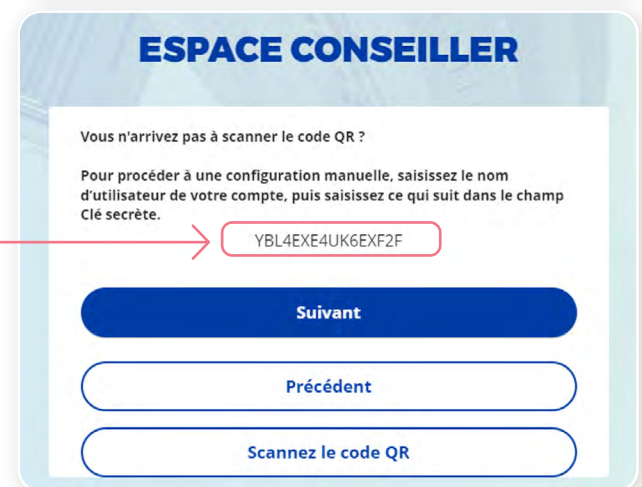 ESPACE CONSEILLER
Vous n'arrivez pas à scanner le code QR ?
Pour procéder à une configuration manuelle, saisissez le nom
d'utilisateur de votre compte, puis saisissez ce qui suit dans le champ
Clé secrète.
YBL4EXE4UK6EXF2F
Suivant
Précédent
Scannez le code QR